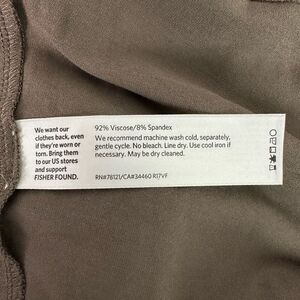 We want our
clothes back, even
if they're worn or
torn. Bring them
to our US stores
and support
FISHER FOUND.
92% Viscose/8% Spandex
We recommend machine wash cold, separately,
gentle cycle. No bleach. Line dry. Use cool iron if
necessary. May be dry cleaned.
RN#78121/CA#34460 R17VF